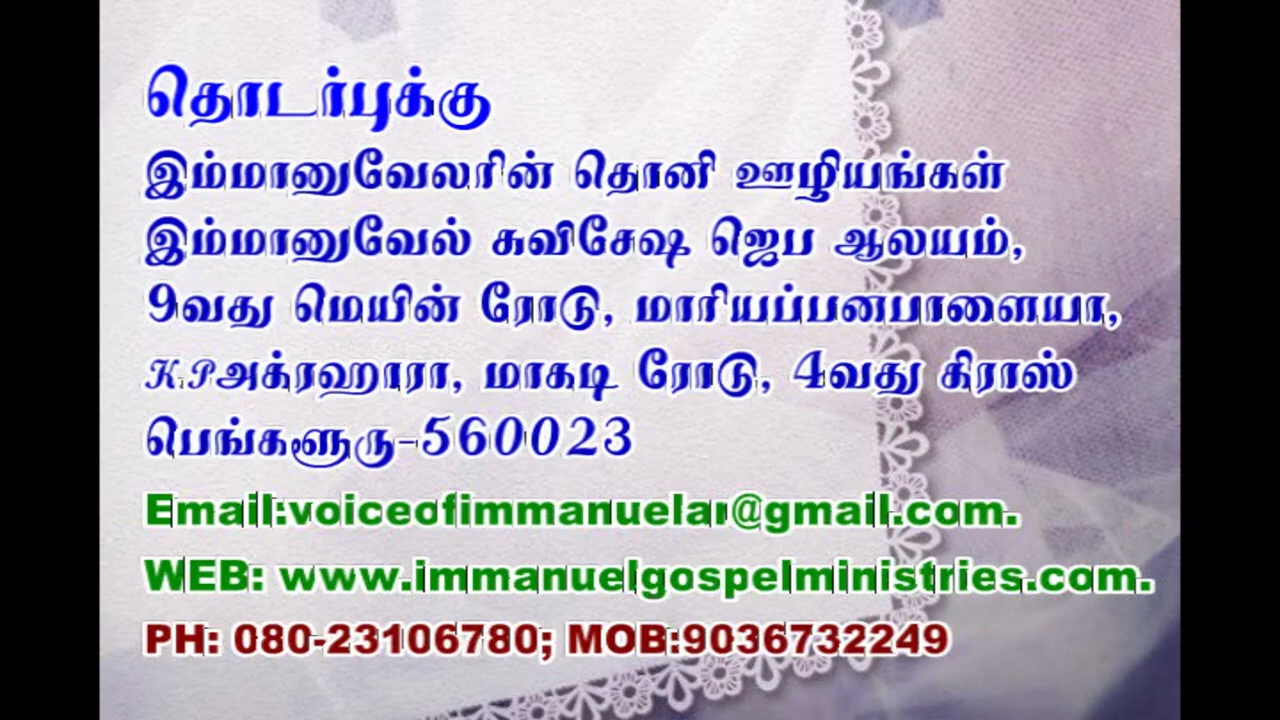 தொடர்புக்கு
இம்மானுவேலரின் தொனி ஊழியங்கள்
இம்மானுவேல் சுவிசேஷ ஜெப ஆலயம்,
9வது மெயின் ரோடு, மாரியப்பனபாளையா,
K.Pஅக்ரஹாரா, மாகடி ரோடு, 4வது கிராஸ்
பெங்களூரு-560023
Email:voiceofimmanuelar@gmail.com.
WEB: www.immanuelgospelministries.com.
PH: 080-23106780; MOB:9036732249